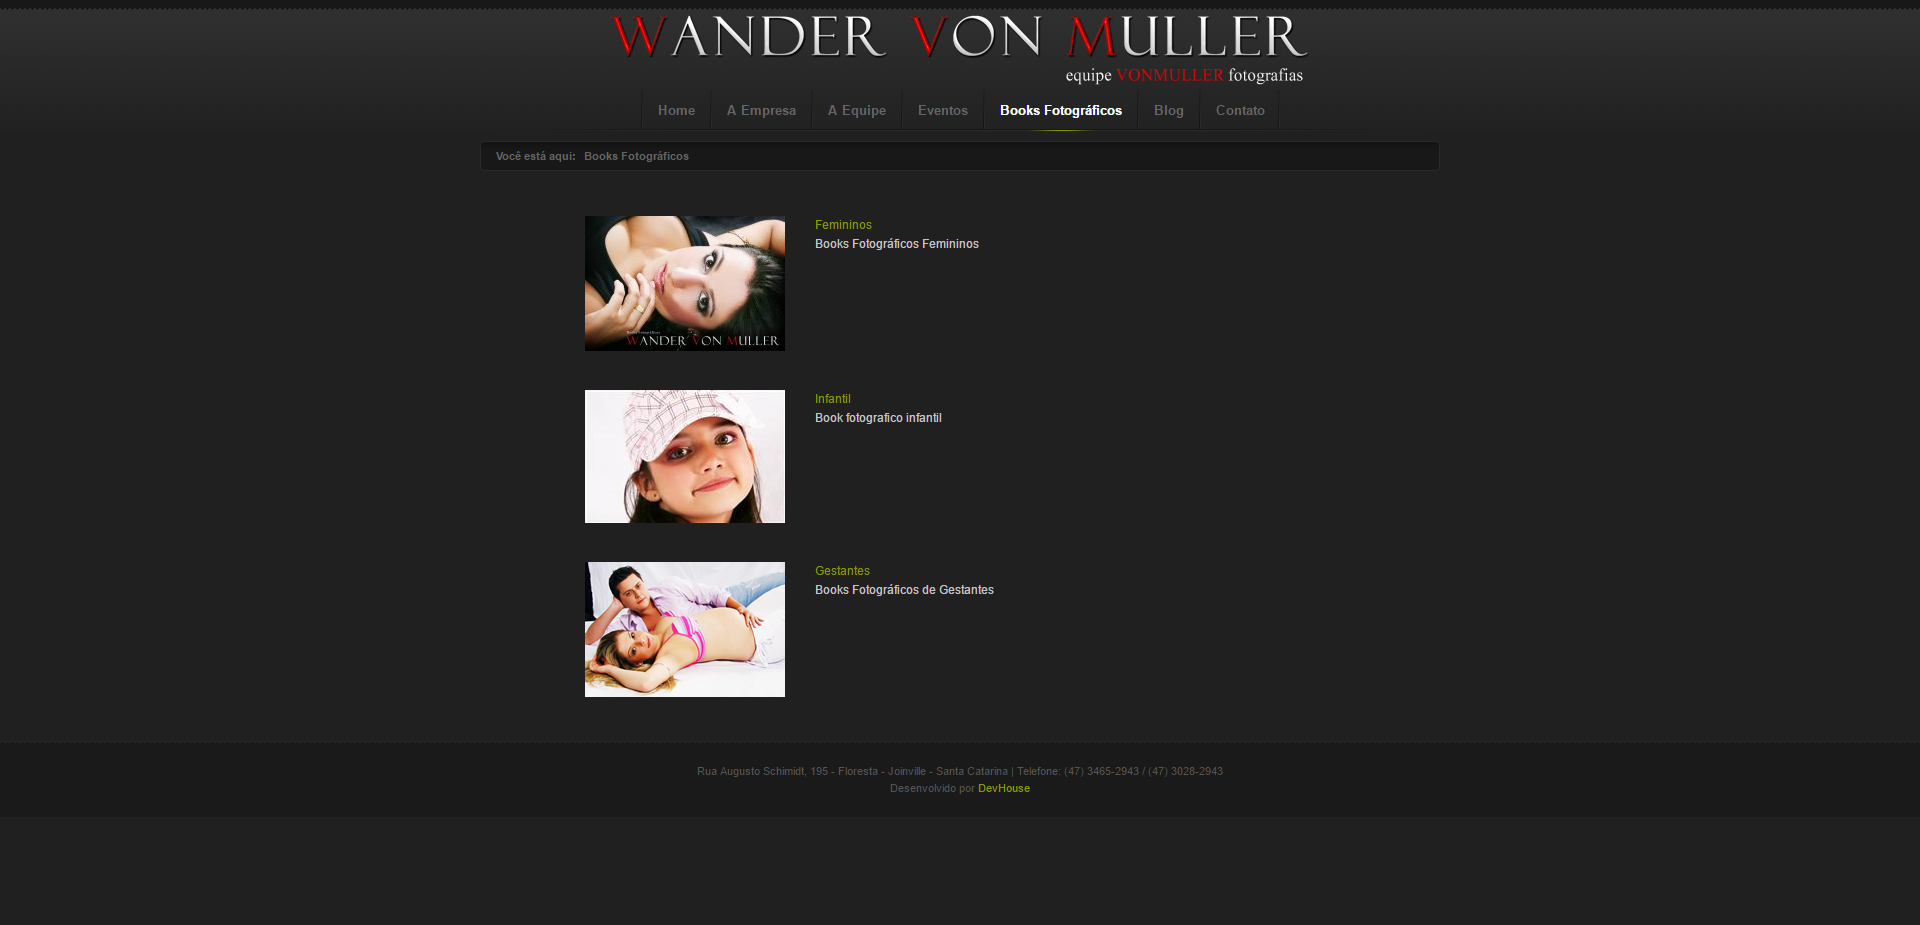 WANDER VON MULLER
equipe VONMULLER fotografias
Home A Empresa A Equipe Eventos Books Fotográficos Blog Contato
Você está aqui: Books Fotográficos
Femininos
Books Fotográficos Femininos
WANDER VON MULLER
Infantil
Book fotografico infantil
Gestantes
Books Fotográficos de Gestantes
Rua Augusto Schimidt, 195 - Floresta - Joinville - Santa Catarina | Telefone: (47) 3465-2943 / (47) 3028-2943
Desenvolvido por DevHouse